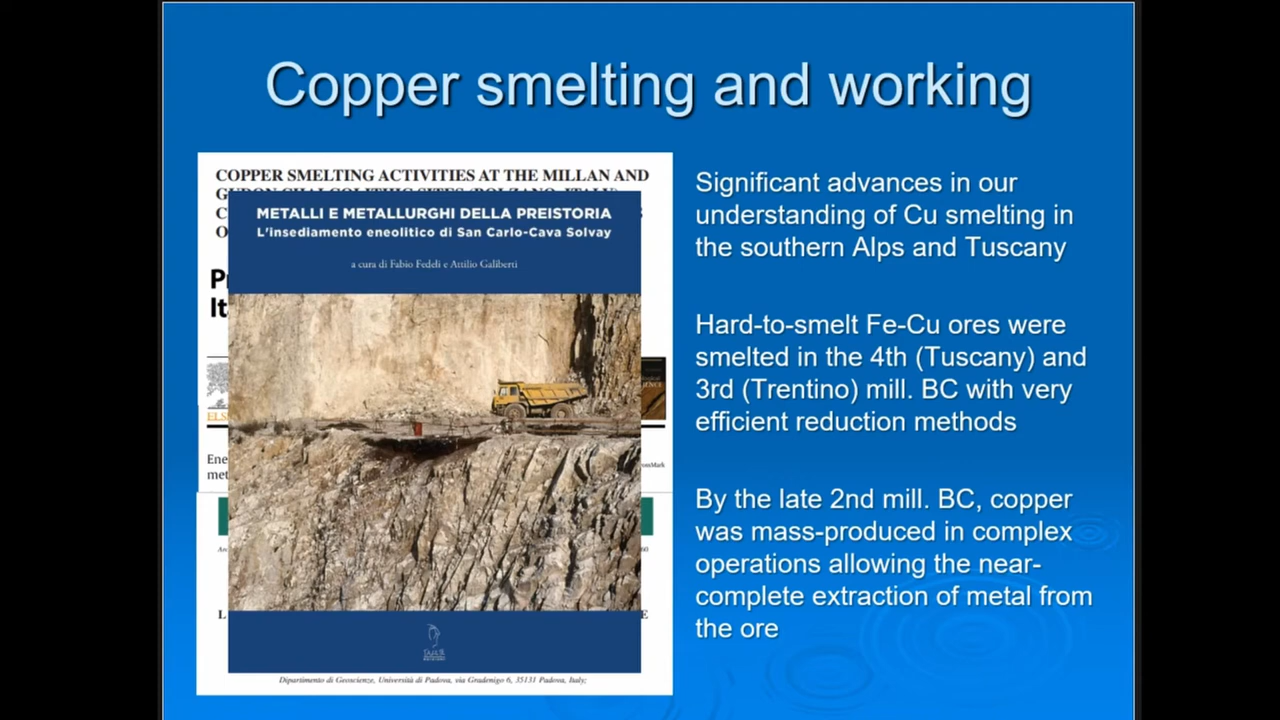 Copper smelting and working
COPPER SMELTING ACTIVITIES AT THE MILLAN AND
METALLI E METALLURGHI DELLA PREISTORIA
L'insediamento eneolitico di San Carlo-Cava Solvay
a cura di Fabio Fedeli e Attilio Galiberti
Dipartimento di Geoscienze, Università di Padova, via Gradenigo 6, 35131 Padova, Italy;
Significant advances in our
understanding of Cu smelting in
the southern Alps and Tuscany
Hard-to-smelt Fe-Cu ores were
smelted in the 4th (Tuscany) and
3rd (Trentino) mill. BC with very
efficient reduction methods
By the late 2nd mill. BC, copper
was mass-produced in complex
operations allowing the near-
complete extraction of metal from
the ore